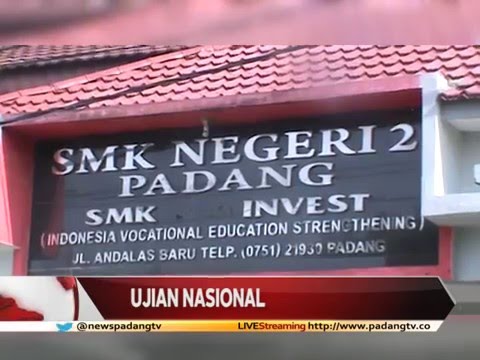 SMK NEGERI 2
PADANG
SMK INVEST
( INDONESIA VOCATIONAL EDUCATION STRENGTHENING )
JL. ANDALAS BARU TELP. (0751) 21930 PADANG
UJIAN NASIONAL
@newspadangtv LIVEStreaming http://www.padangtv.co